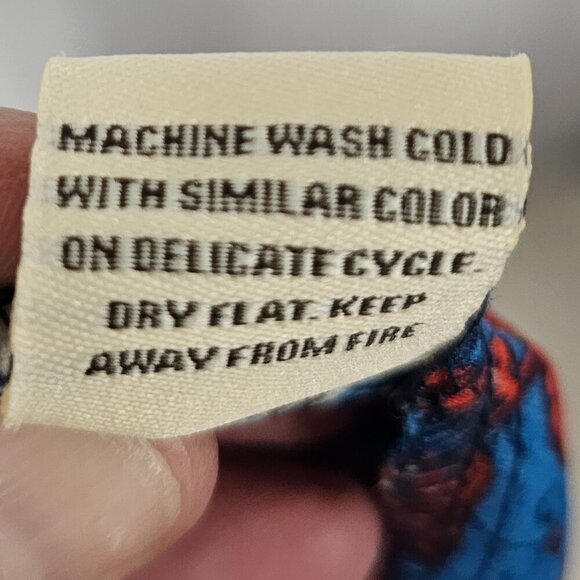 MACHINE WASH COLD
WITH SIMILAR COLOR
ON DELICATE CYCLE.
DRY FLAT. KEEP
AWAY FROM FIRE